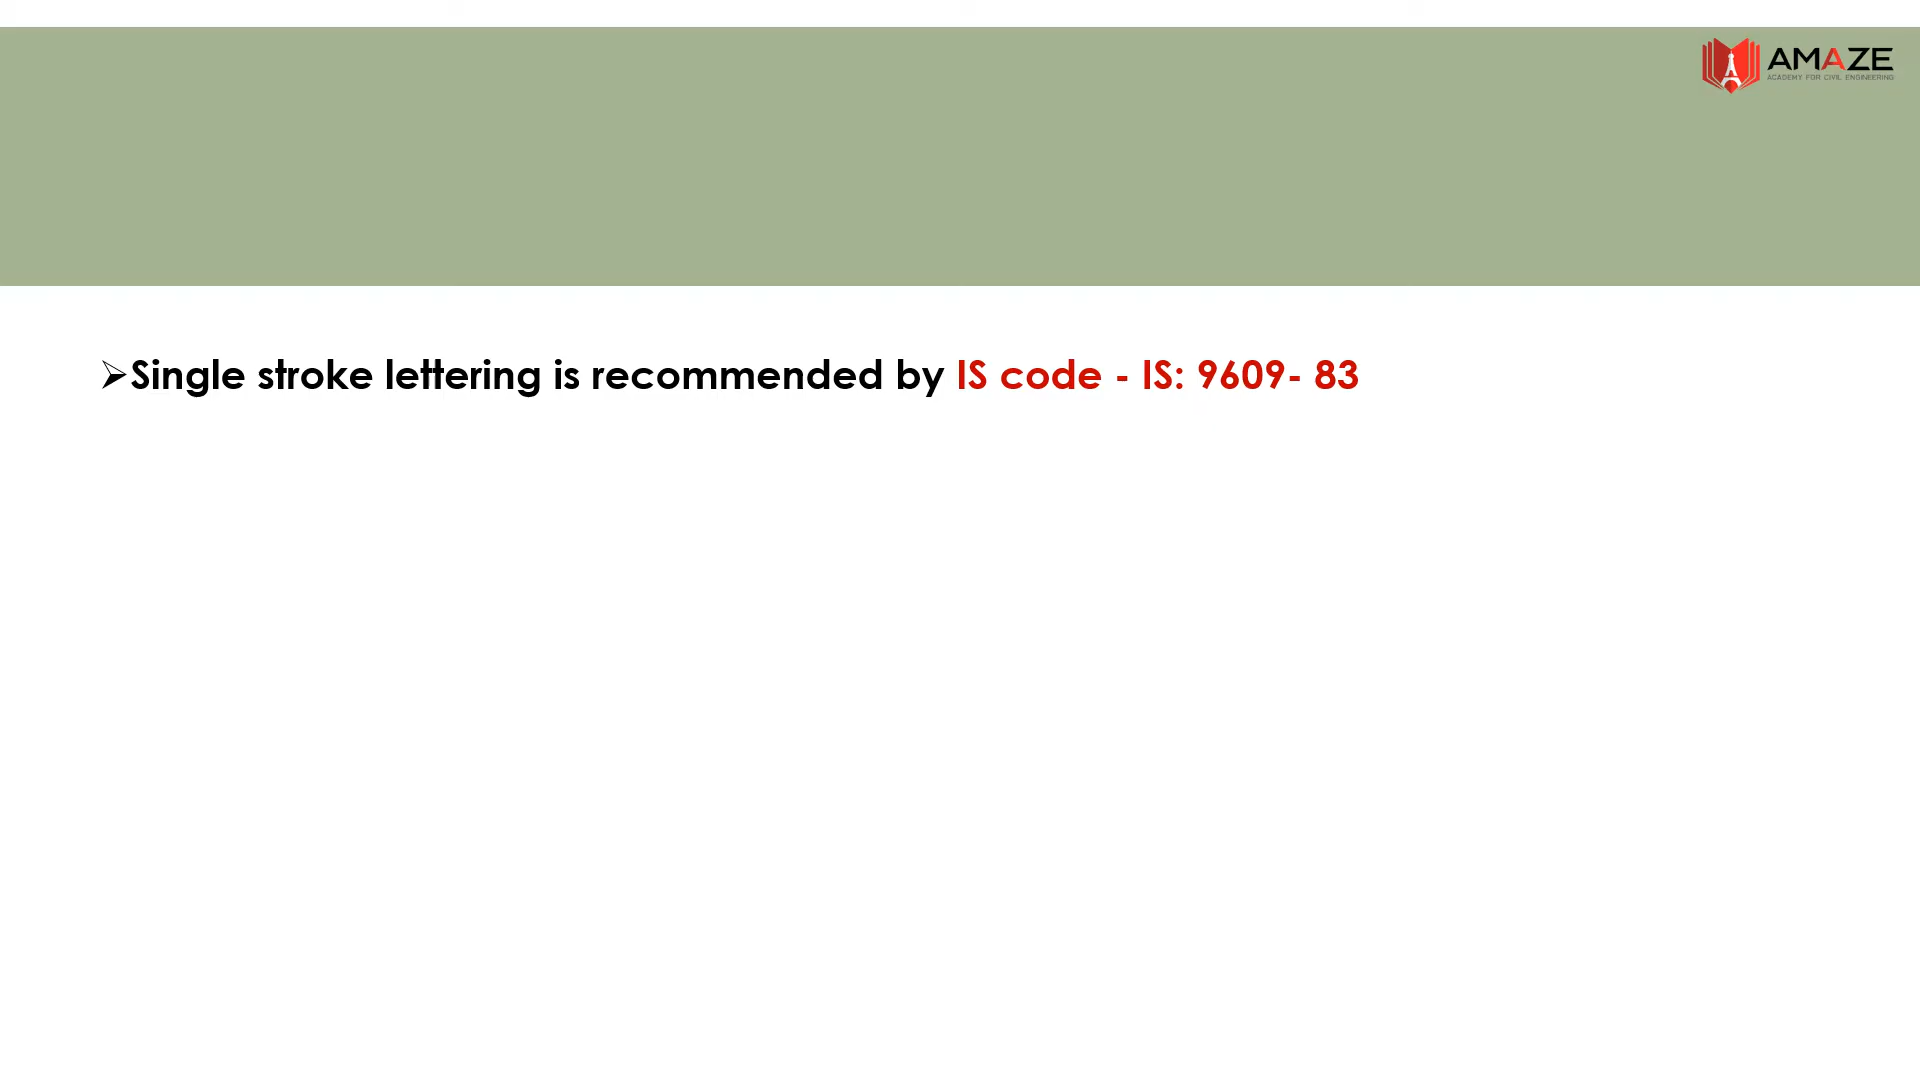 AMAZE
ACADEMY FOR CIVIL ENGINEERING
➢Single stroke lettering is recommended by IS code - IS: 9609- 83